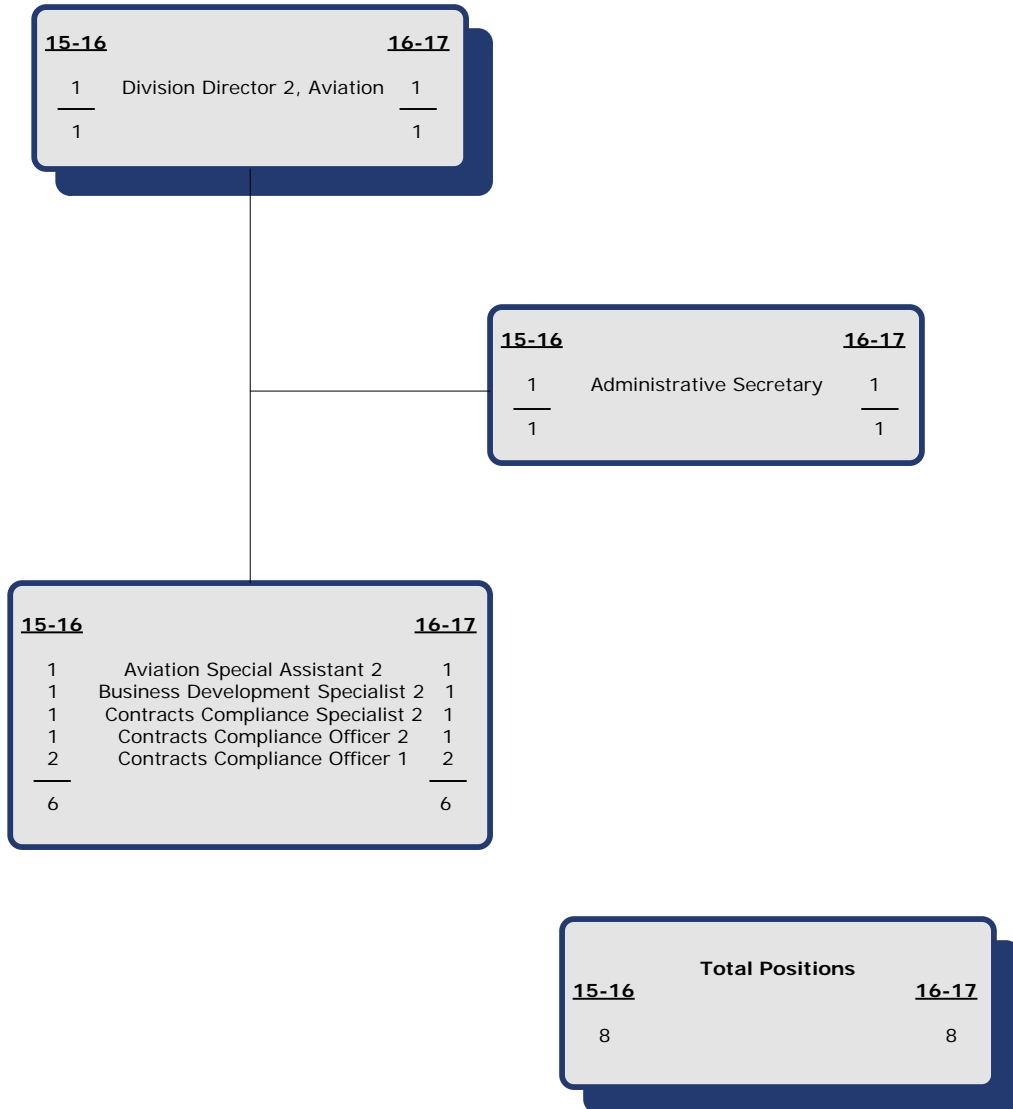 15-16 16-17
1 Division Director 2, Aviation 1
1 1
15-16 16-17
1 Administrative Secretary 1
1 1
15-16 16-17
1 Aviation Special Assistant 2 1
1 Business Development Specialist 2 1
1 Contracts Compliance Specialist 2 1
1 Contracts Compliance Officer 2 1
2 Contracts Compliance Officer 1 2
6 6
Total Positions
15-16 16-17
8 8